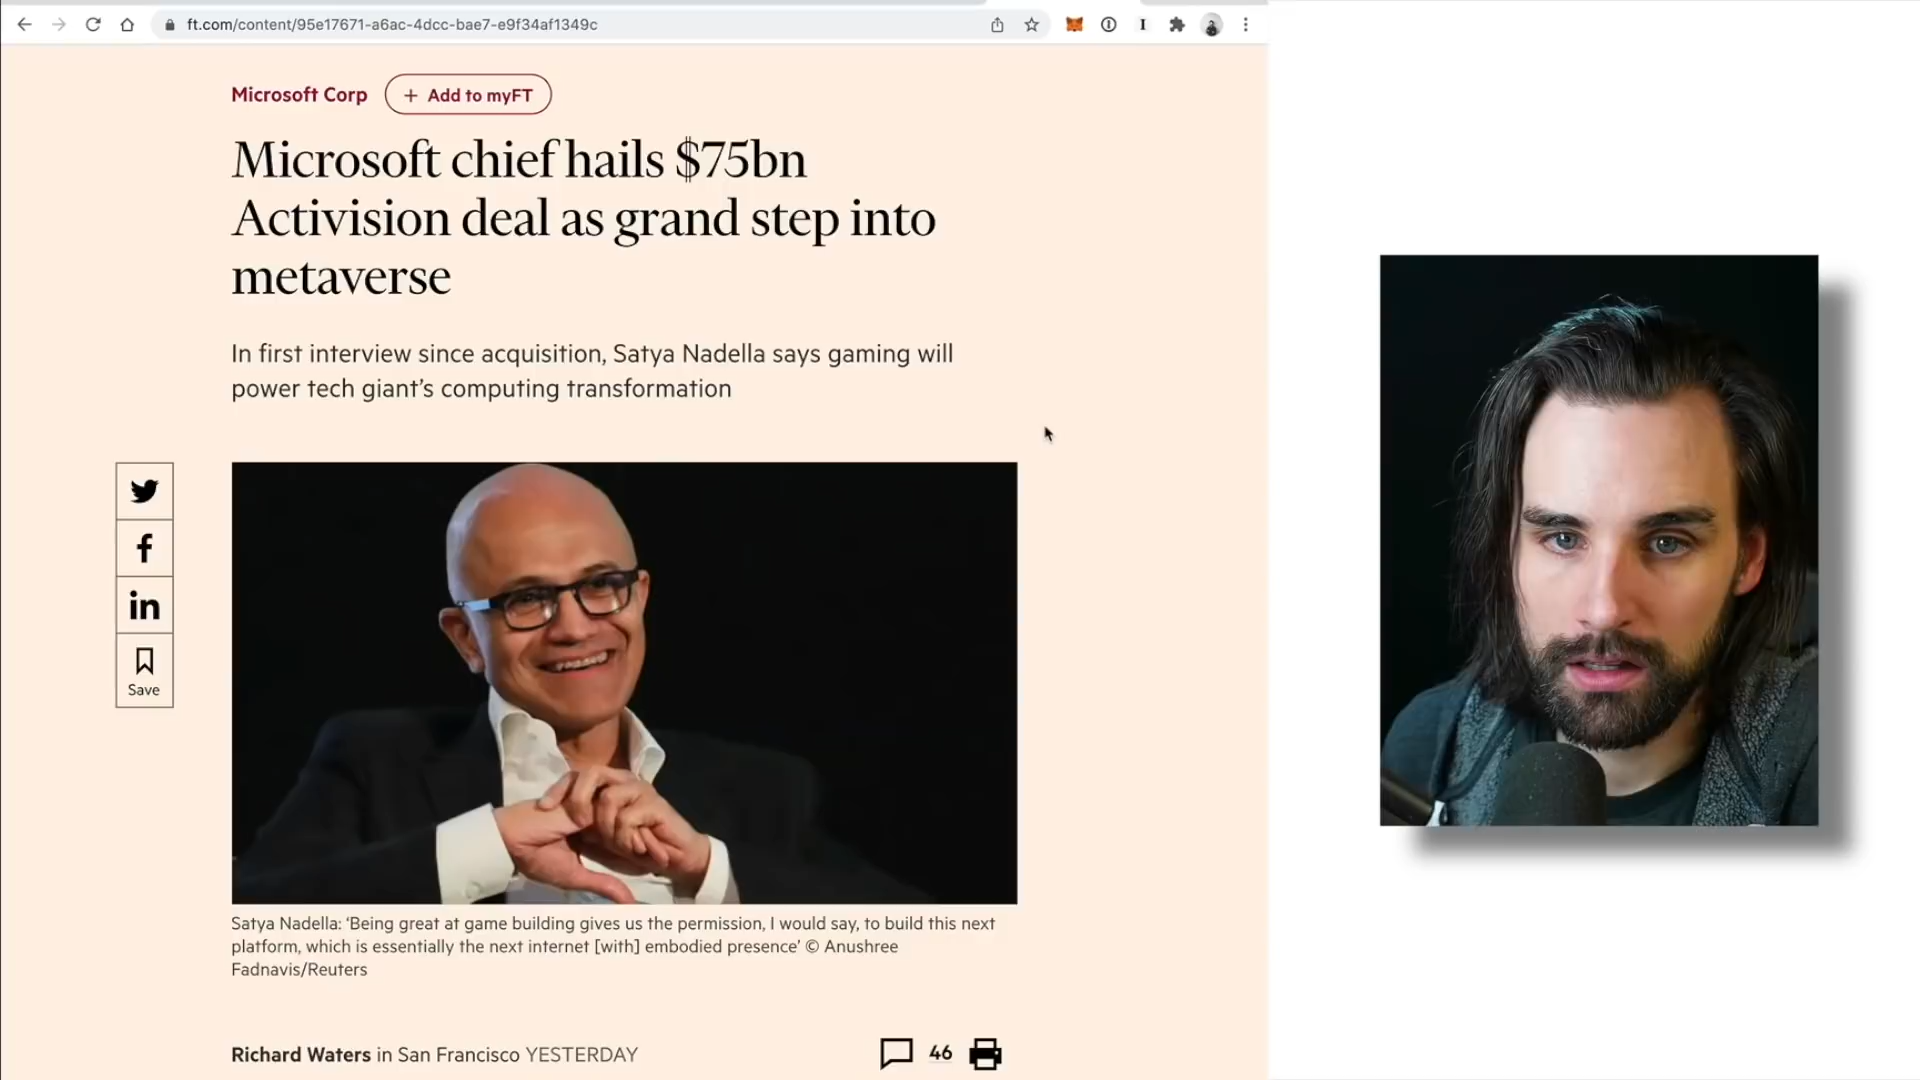 ft.com/content/95e17671-a6ac-4dcc-bae7-e9f34af1349c
Microsoft Corp
+ Add to myFT
Microsoft chief hails $75bn
Activision deal as grand step into
metaverse
In first interview since acquisition, Satya Nadella says gaming will
power tech giant’s computing transformation
Save
Satya Nadella: ‘Being great at game building gives us the permission, I would say, to build this next
platform, which is essentially the next internet [with] embodied presence’ © Anushree
Fadnavis/Reuters
Richard Waters in San Francisco YESTERDAY
46